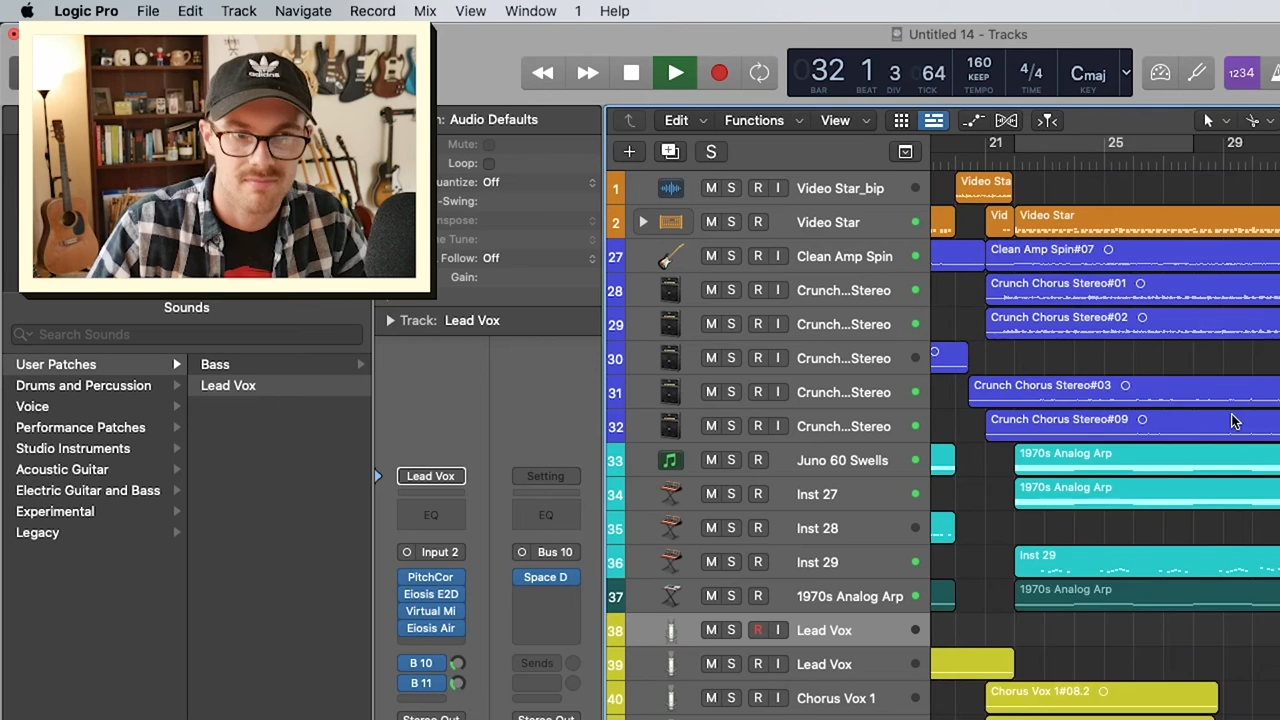 Logic Pro File Edit Track Navigate Record Mix View Window 1 Help
Untitled 14 - Tracks
adidas
32 1 3 64 160 KEEP 4/4 Cmaj
BAR BEAT DIV TICK TEMPO TIME KEY
1234
Audio Defaults
Mute:
Loop:
Quantize: Off
-Swing:
Follow: Off
Gain:
Sounds
Search Sounds
User Patches
Drums and Percussion
Voice
Performance Patches
Studio Instruments
Acoustic Guitar
Electric Guitar and Bass
Experimental
Legacy
Bass
Lead Vox
Track: Lead Vox
Lead Vox
Setting
EQ
EQ
Input 2
Bus 10
PitchCor
Eiosis E2D
Virtual Mi
Eiosis Air
Space D
B 10
B 11
Sends
Stereo Out
Stereo Out
Edit Functions View
S
21 25 29
1 M S R I Video Star_bip
2 M S R Video Star
27 M S R I Clean Amp Spin
28 M S R I Crunch...Stereo
29 M S R I Crunch...Stereo
30 M S R I Crunch...Stereo
31 M S R I Crunch...Stereo
32 M S R I Crunch...Stereo
33 M S R Juno 60 Swells
34 M S R Inst 27
35 M S R Inst 28
36 M S R Inst 29
37 M S R 1970s Analog Arp
38 M S R I Lead Vox
39 M S R I Lead Vox
40 M S R I Chorus Vox 1
Video Sta
Vid Video Star
Clean Amp Spin#07
Crunch Chorus Stereo#01
Crunch Chorus Stereo#02
Crunch Chorus Stereo#03
Crunch Chorus Stereo#09
1970s Analog Arp
1970s Analog Arp
Inst 29
1970s Analog Arp
Chorus Vox 1#08.2